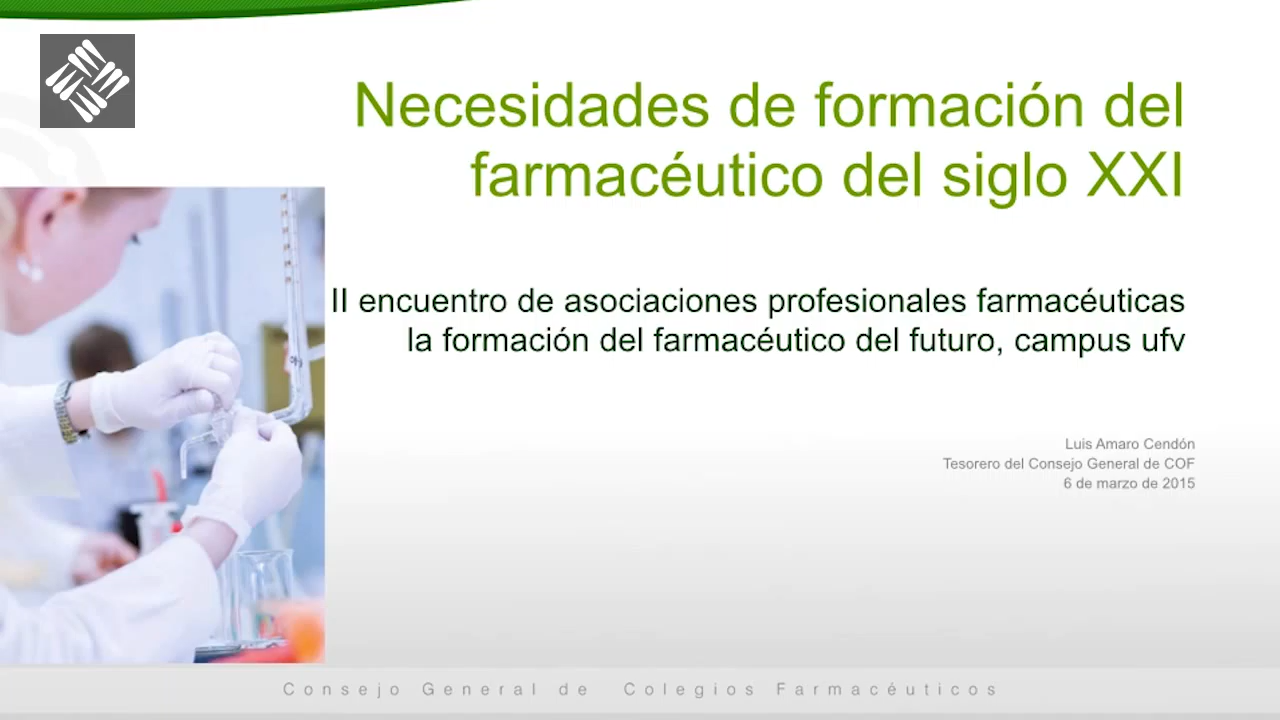 Necesidades de formación del
farmacéutico del siglo XXI
II encuentro de asociaciones profesionales farmacéuticas
la formación del farmacéutico del futuro, campus ufv
Luis Amaro Cendón
Tesorero del Consejo General de COF
6 de marzo de 2015
Consejo General de Colegios Farmacéuticos